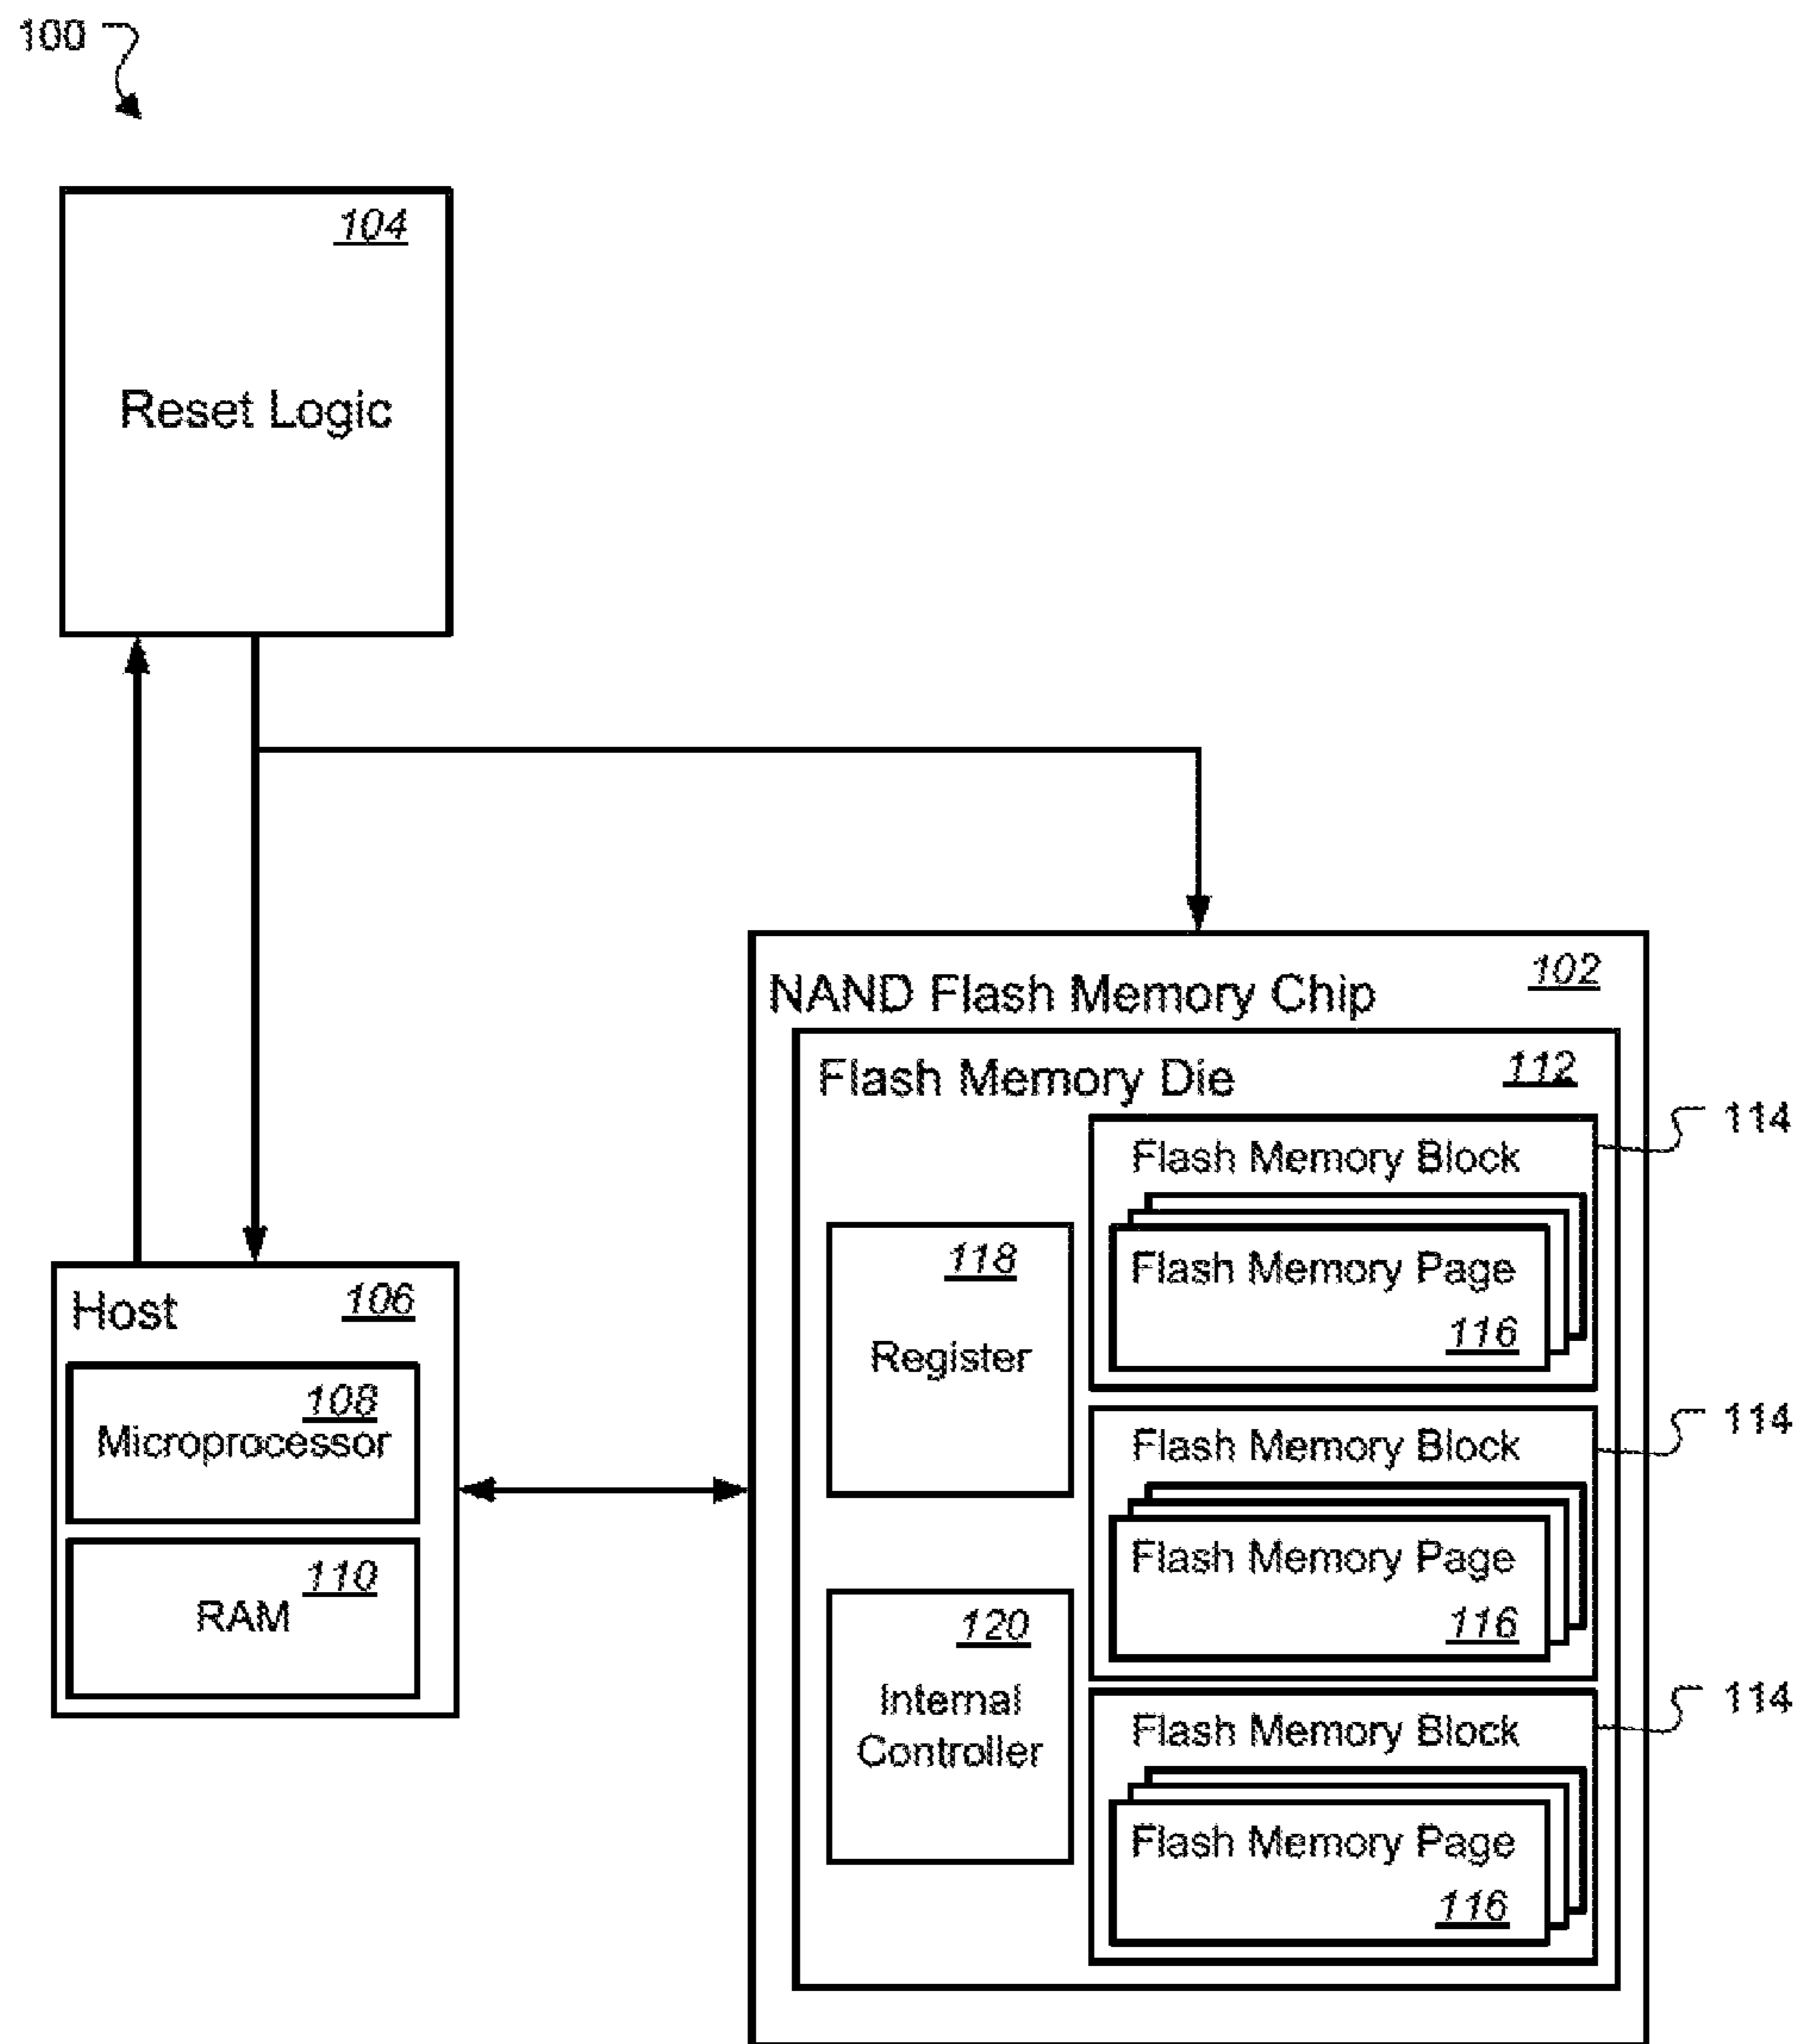 100
104
Reset Logic
102
NAND Flash Memory Chip
112
Flash Memory Die
114
Flash Memory Block
118
Register
Flash Memory Page
116
Host
106
108
Microprocessor
110
RAM
114
Flash Memory Block
Flash Memory Page
116
120
Internal
Controller
114
Flash Memory Block
Flash Memory Page
116